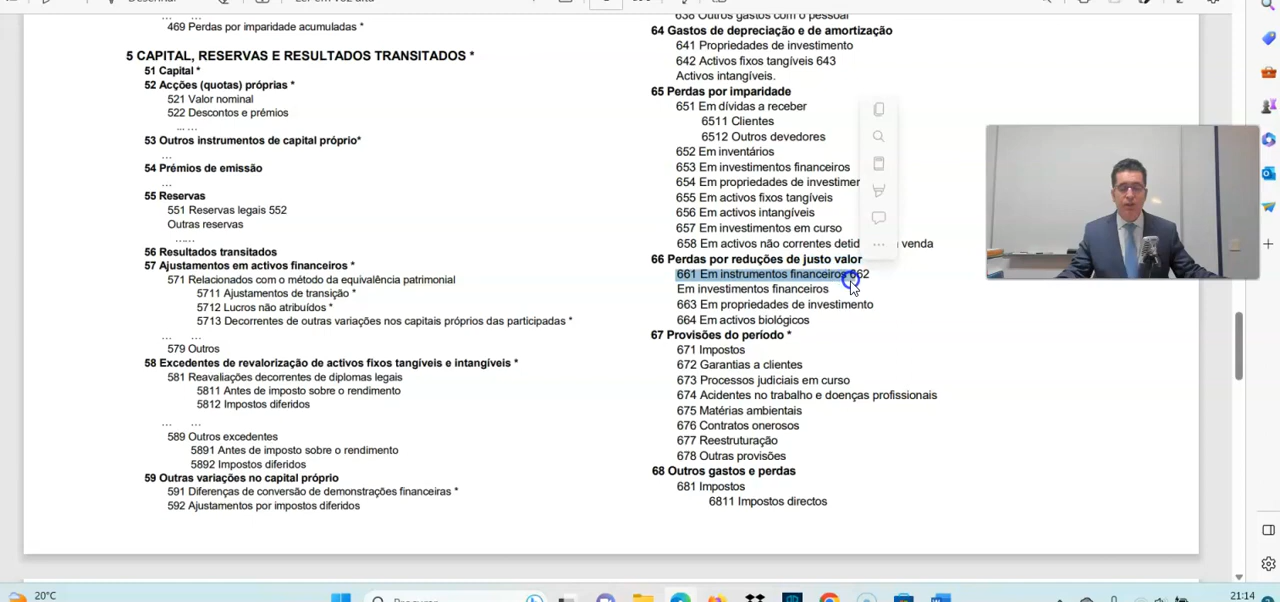 469 Perdas por imparidade acumuladas *
5 CAPITAL, RESERVAS E RESULTADOS TRANSITADOS *
51 Capital *
52 Acções (quotas) próprias *
521 Valor nominal
522 Descontos e prémios
... ...
53 Outros instrumentos de capital próprio*
...
54 Prémios de emissão
...
55 Reservas
551 Reservas legais 552
Outras reservas
......
56 Resultados transitados
57 Ajustamentos em activos financeiros *
571 Relacionados com o método da equivalência patrimonial
5711 Ajustamentos de transição *
5712 Lucros não atribuídos *
5713 Decorrentes de outras variações nos capitais próprios das participadas *
... ...
579 Outros
58 Excedentes de revalorização de activos fixos tangíveis e intangíveis *
581 Reavaliações decorrentes de diplomas legais
5811 Antes de imposto sobre o rendimento
5812 Impostos diferidos
... ...
589 Outros excedentes
5891 Antes de imposto sobre o rendimento
5892 Impostos diferidos
59 Outras variações no capital próprio
591 Diferenças de conversão de demonstrações financeiras *
592 Ajustamentos por impostos diferidos
638 Outros gastos com o pessoal
64 Gastos de depreciação e de amortização
641 Propriedades de investimento
642 Activos fixos tangíveis 643
Activos intangíveis.
65 Perdas por imparidade
651 Em dívidas a receber
6511 Clientes
6512 Outros devedores
652 Em inventários
653 Em investimentos financeiros
654 Em propriedades de investimen
655 Em activos fixos tangíveis
656 Em activos intangíveis
657 Em investimentos em curso
658 Em activos não correntes detid venda
66 Perdas por reduções de justo valor
661 Em instrumentos financeiros 662
Em investimentos financeiros
663 Em propriedades de investimento
664 Em activos biológicos
67 Provisões do período *
671 Impostos
672 Garantias a clientes
673 Processos judiciais em curso
674 Acidentes no trabalho e doenças profissionais
675 Matérias ambientais
676 Contratos onerosos
677 Reestruturação
678 Outras provisões
68 Outros gastos e perdas
681 Impostos
6811 Impostos directos
20°C
21:14